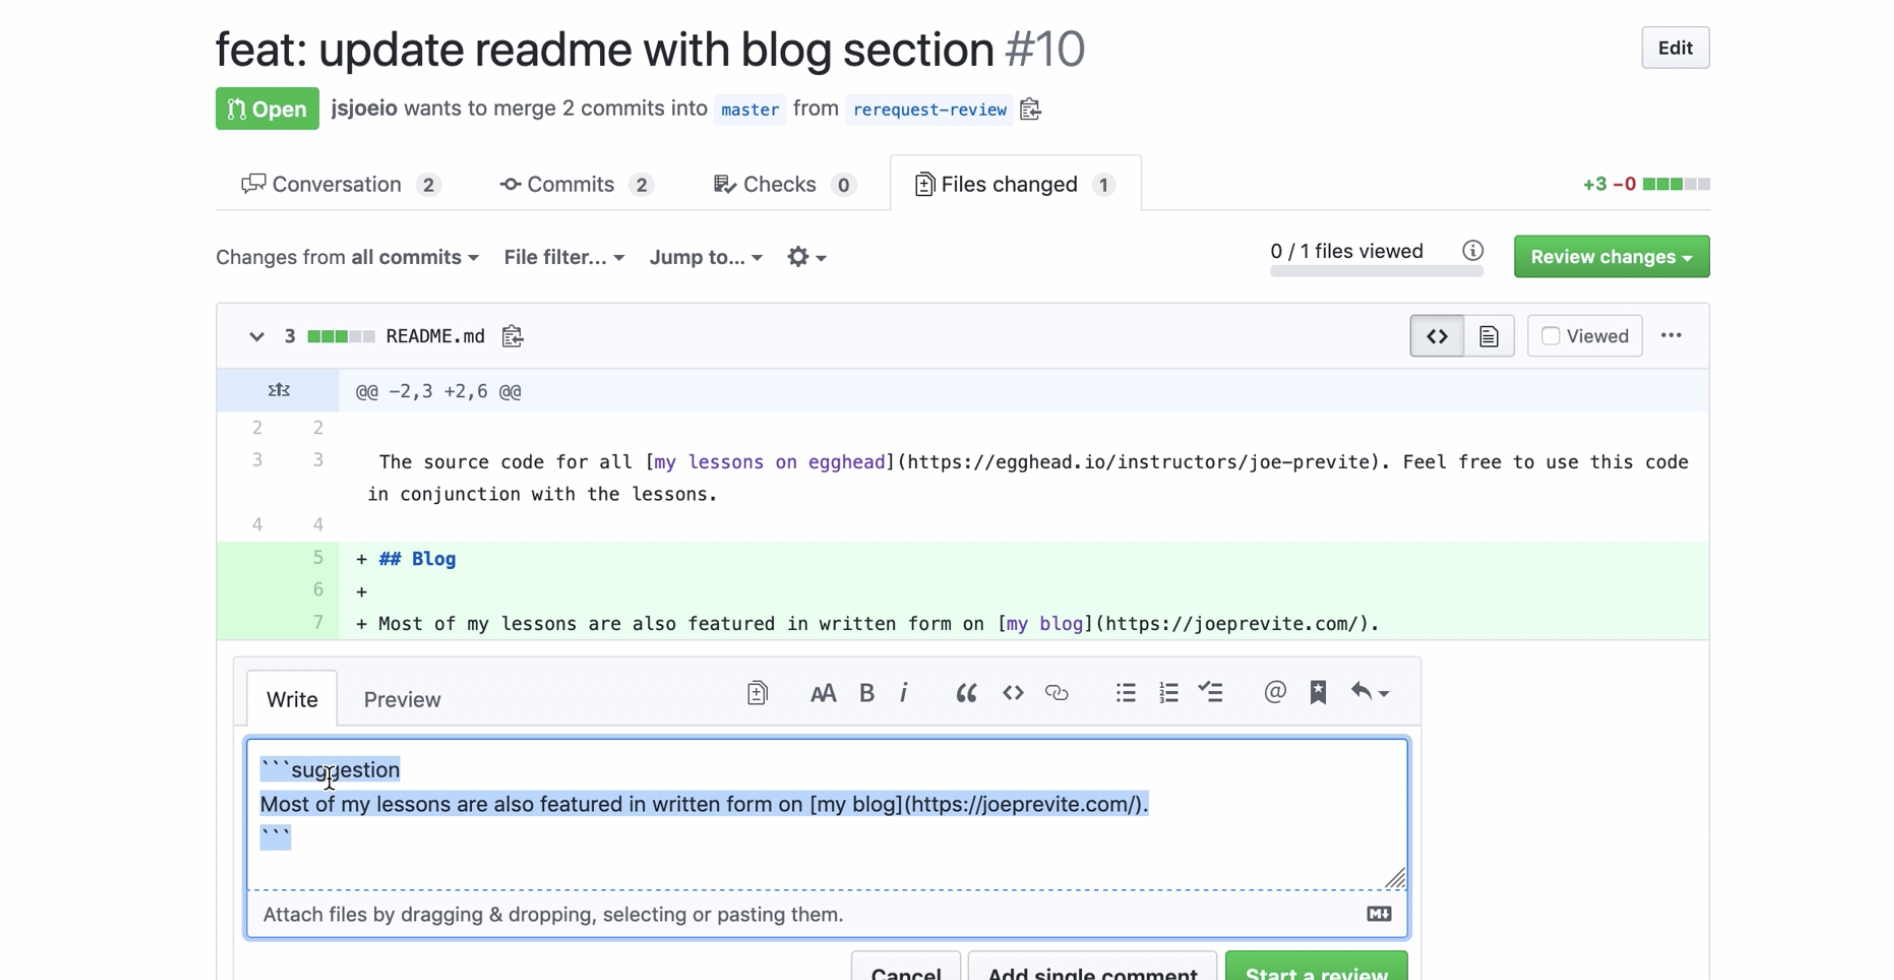 feat: update readme with blog section #10
Edit
Open jsjoeio wants to merge 2 commits into master from rerequest-review
Conversation 2 Commits 2 Checks 0 Files changed 1 +3 −0
Changes from all commits File filter... Jump to... 0 / 1 files viewed Review changes
3 README.md <> Viewed ...
@@ -2,3 +2,6 @@
2 2
3 3 The source code for all [my lessons on egghead](https://egghead.io/instructors/joe-previte). Feel free to use this code
in conjunction with the lessons.
4 4
5 + ## Blog
6 +
7 + Most of my lessons are also featured in written form on [my blog](https://joeprevite.com/).
Write Preview AA B i “ <> @
```suggestion
Most of my lessons are also featured in written form on [my blog](https://joeprevite.com/).
```
Attach files by dragging & dropping, selecting or pasting them. M↓
Cancel Add single comment Start a review